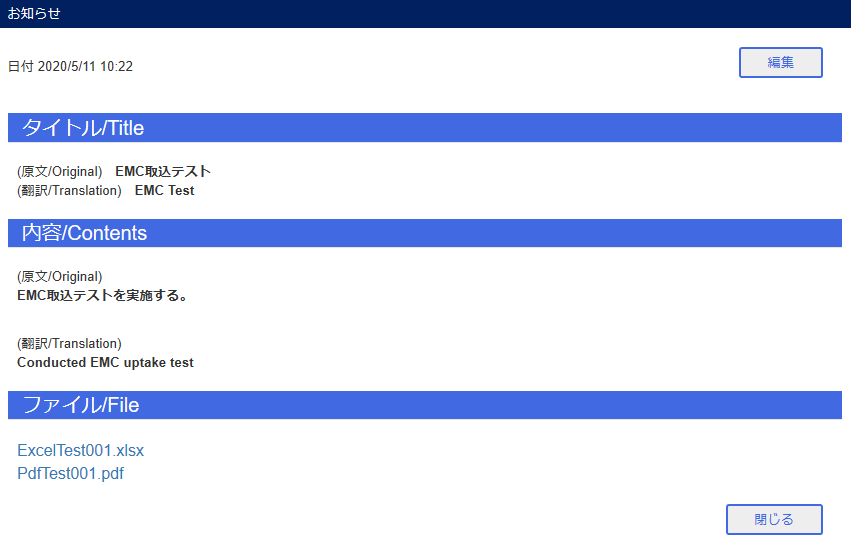 お知らせ
日付 2020/5/11 10:22
編集
タイトル/Title
(原文/Original) EMC取込テスト
(翻訳/Translation) EMC Test
内容/Contents
(原文/Original)
EMC取込テストを実施する。
(翻訳/Translation)
Conducted EMC uptake test
ファイル/File
ExcelTest001.xlsx
PdfTest001.pdf
閉じる